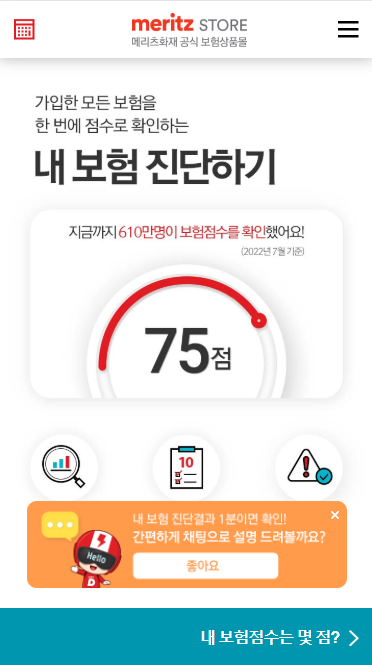 meritz STORE
메리츠화재 공식 보험상품몰
가입한 모든 보험을
한 번에 점수로 확인하는
내 보험 진단하기
지금까지 610만명이 보험점수를 확인했어요!
(2022년 7월 기준)
75점
10
내 보험 진단결과 1분이면 확인!
간편하게 채팅으로 설명 드려볼까요?
Hello
좋아요
내 보험점수는 몇 점?